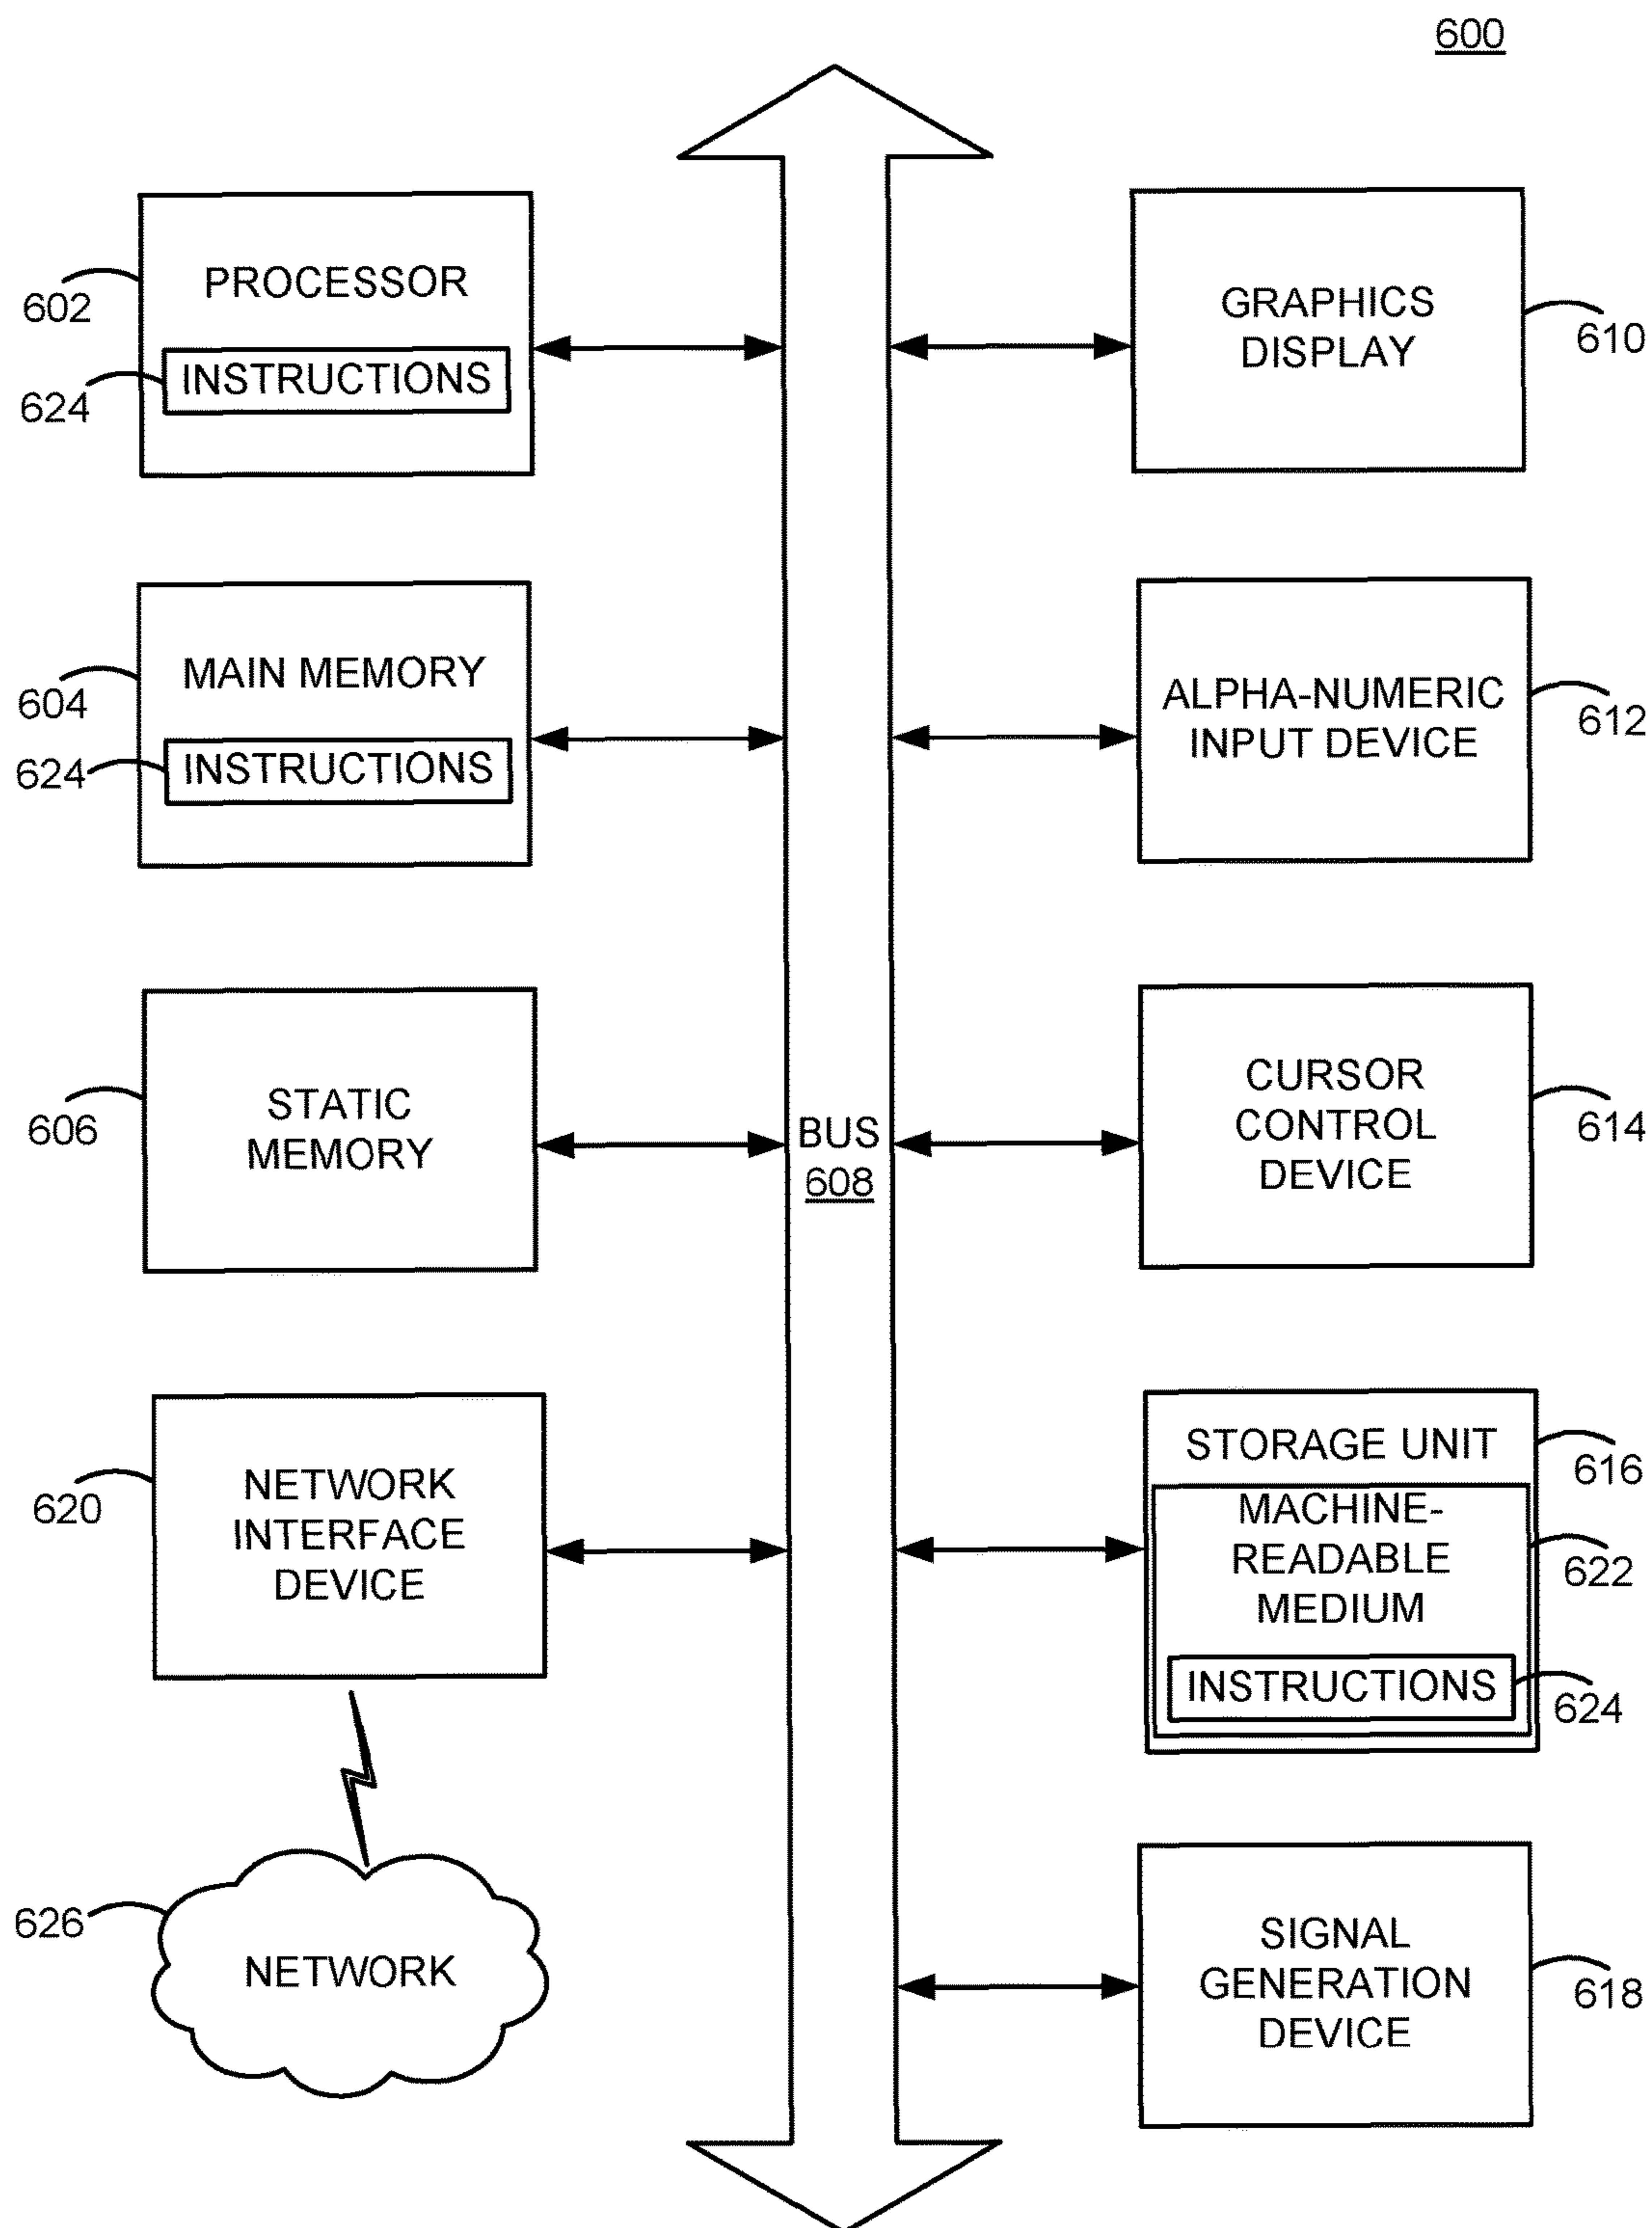 600
PROCESSOR
602
INSTRUCTIONS
624
MAIN MEMORY
604
INSTRUCTIONS
624
STATIC
MEMORY
606
NETWORK
INTERFACE
DEVICE
620
NETWORK
626
BUS
608
GRAPHICS
DISPLAY
610
ALPHA-NUMERIC
INPUT DEVICE
612
CURSOR
CONTROL
DEVICE
614
STORAGE UNIT
616
MACHINE-
READABLE
MEDIUM
622
INSTRUCTIONS
624
SIGNAL
GENERATION
DEVICE
618